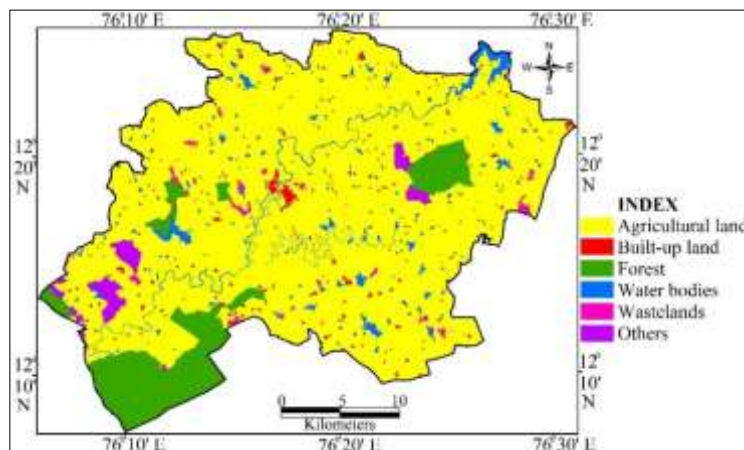 76°10' E 76°20' E 76°30' E
N
W E
S
12°
20'
N
12°
20'
N
INDEX
Agricultural land
Built-up land
Forest
Water bodies
Wastelands
Others
12°
10'
N
12°
10'
N
0 5 10
Kilometers
76°10' E 76°20' E 76°30' E